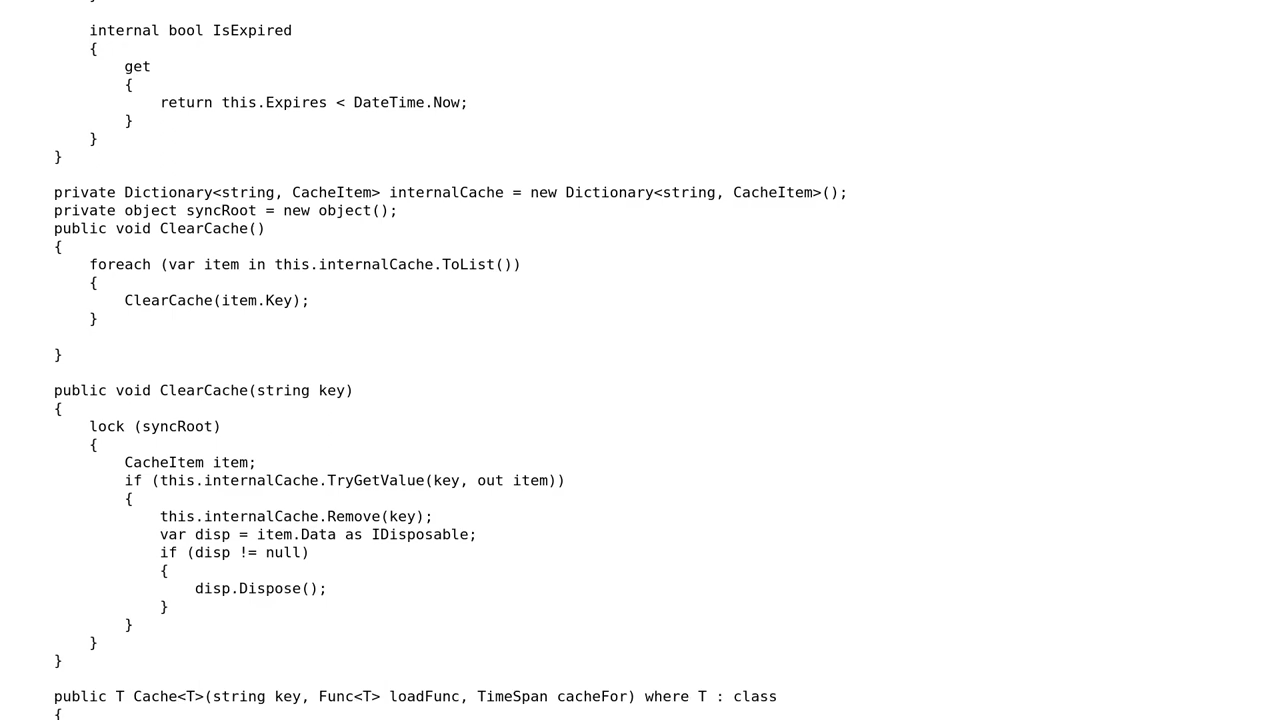 }
internal bool IsExpired
{
get
{
return this.Expires < DateTime.Now;
}
}
}
private Dictionary<string, CacheItem> internalCache = new Dictionary<string, CacheItem>();
private object syncRoot = new object();
public void ClearCache()
{
foreach (var item in this.internalCache.ToList())
{
ClearCache(item.Key);
}
}
public void ClearCache(string key)
{
lock (syncRoot)
{
CacheItem item;
if (this.internalCache.TryGetValue(key, out item))
{
this.internalCache.Remove(key);
var disp = item.Data as IDisposable;
if (disp != null)
{
disp.Dispose();
}
}
}
}
public T Cache<T>(string key, Func<T> loadFunc, TimeSpan cacheFor) where T : class
{